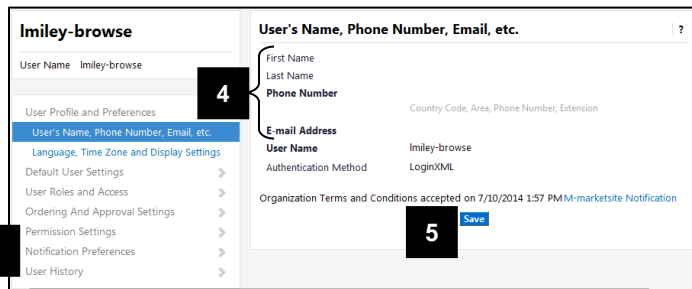 lmiley-browse
User Name lmiley-browse
User Profile and Preferences
User's Name, Phone Number, Email, etc.
Language, Time Zone and Display Settings
Default User Settings
User Roles and Access
Ordering And Approval Settings
Permission Settings
Notification Preferences
User History
User's Name, Phone Number, Email, etc. ?
4
First Name
Last Name
Phone Number
Country Code, Area, Phone Number, Extension
E-mail Address
User Name lmiley-browse
Authentication Method LoginXML
Organization Terms and Conditions accepted on 7/10/2014 1:57 PM M-marketsite Notification
5
Save